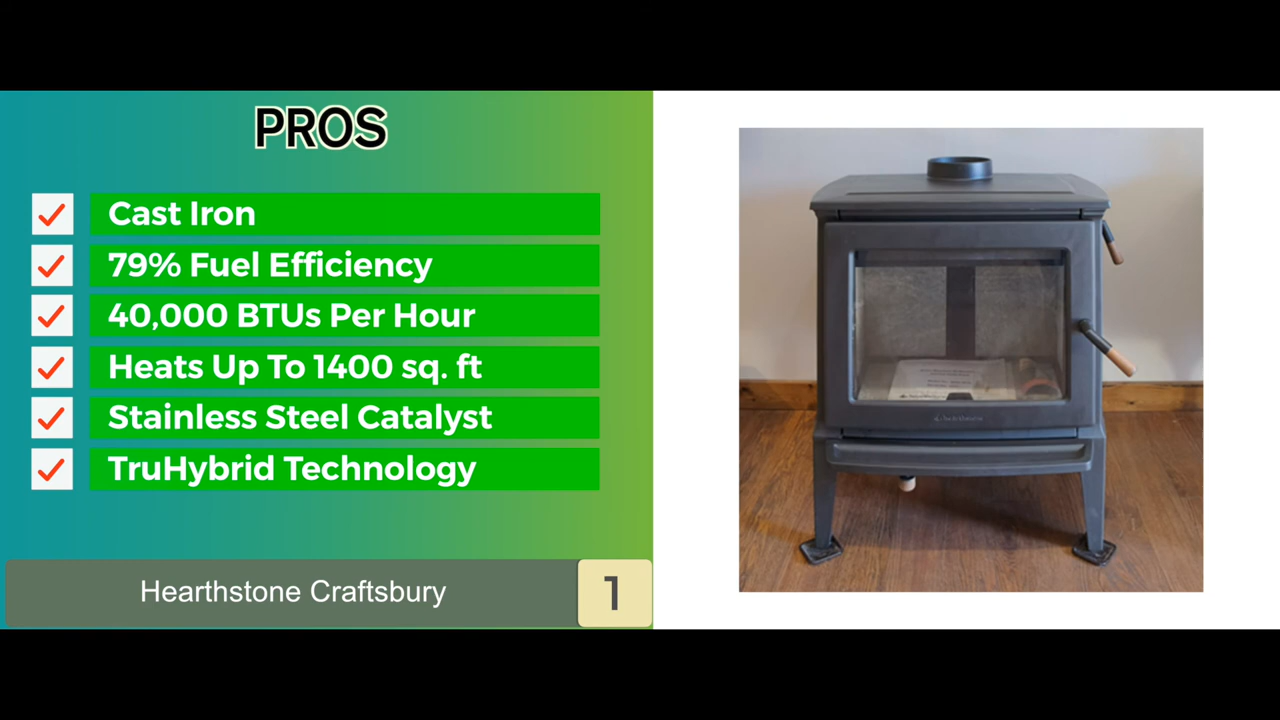 PROS
Cast Iron
79% Fuel Efficiency
40,000 BTUs Per Hour
Heats Up To 1400 sq. ft
Stainless Steel Catalyst
TruHybrid Technology
Hearthstone Craftsbury
1